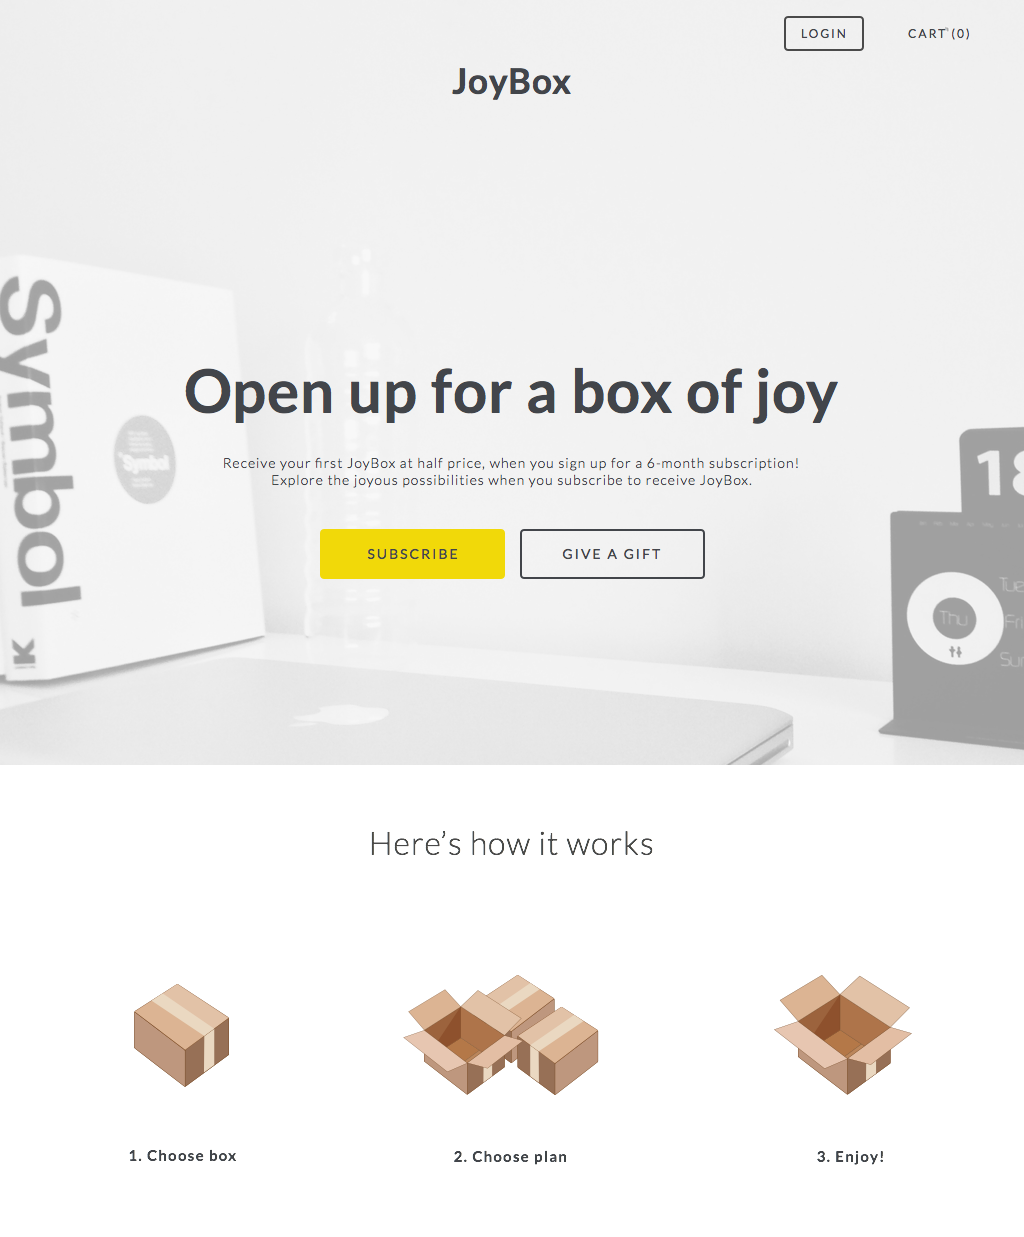 LOGIN
CART (0)
JoyBox
Symbol
Symbol
K
Open up for a box of joy
Receive your first JoyBox at half price, when you sign up for a 6-month subscription!
Explore the joyous possibilities when you subscribe to receive JoyBox.
SUBSCRIBE
GIVE A GIFT
18
Tue
Thu
Fri
Sun
Here’s how it works
1. Choose box
2. Choose plan
3. Enjoy!